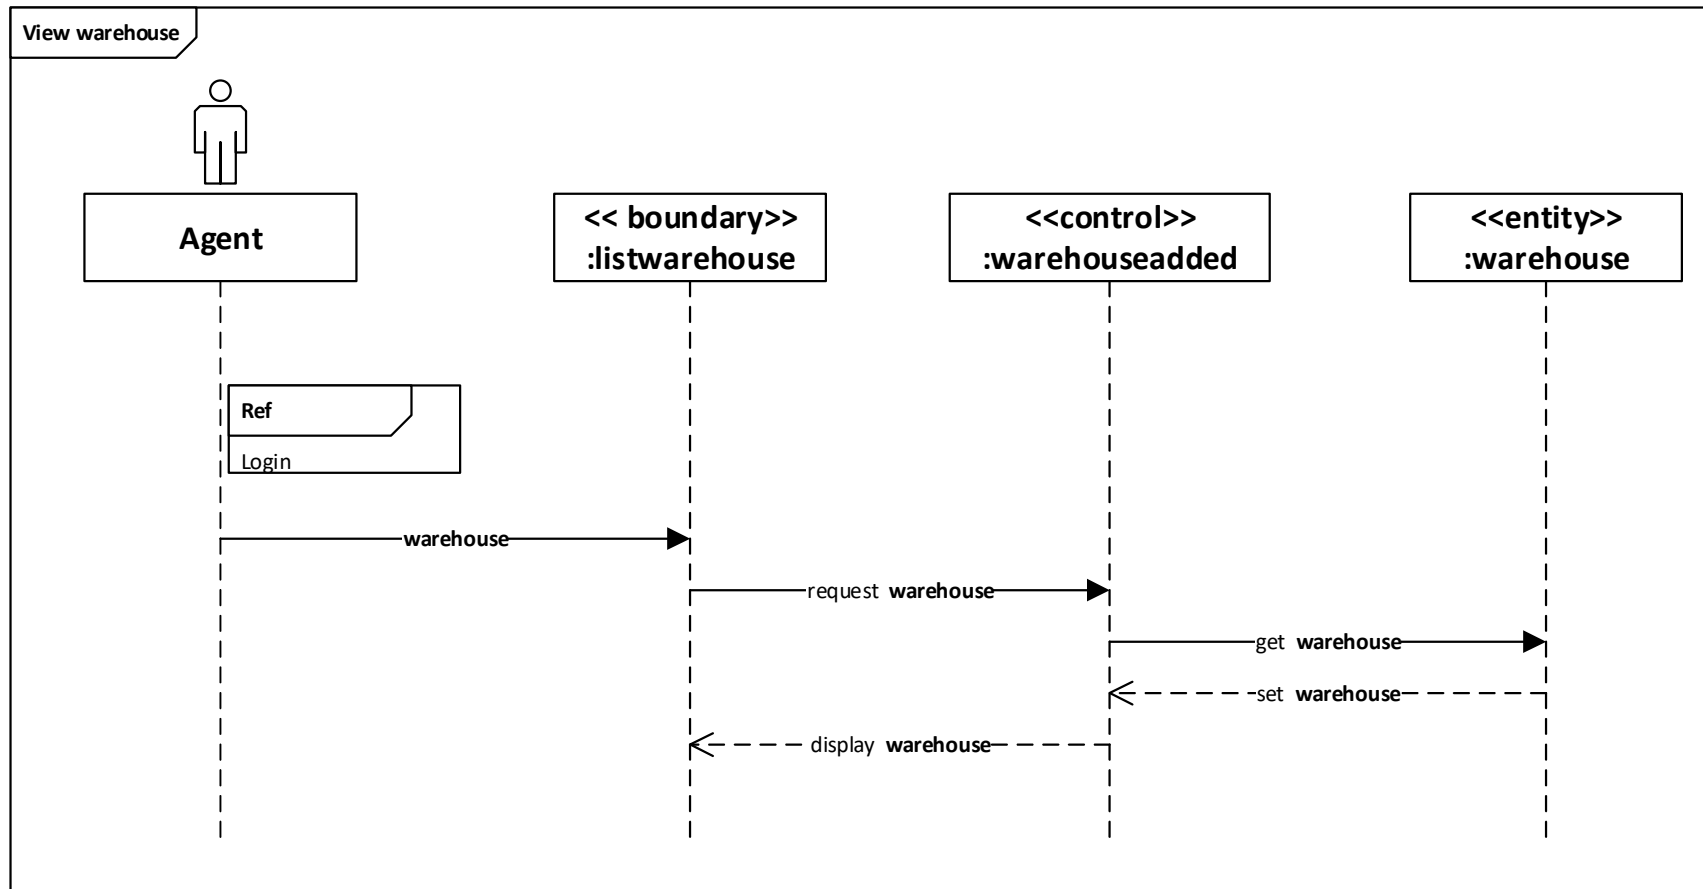 View warehouse
Agent
<< boundary>>
:listwarehouse
<<control>>
:warehouseadded
<<entity>>
:warehouse
Ref
Login
warehouse
request warehouse
get warehouse
set warehouse
display warehouse